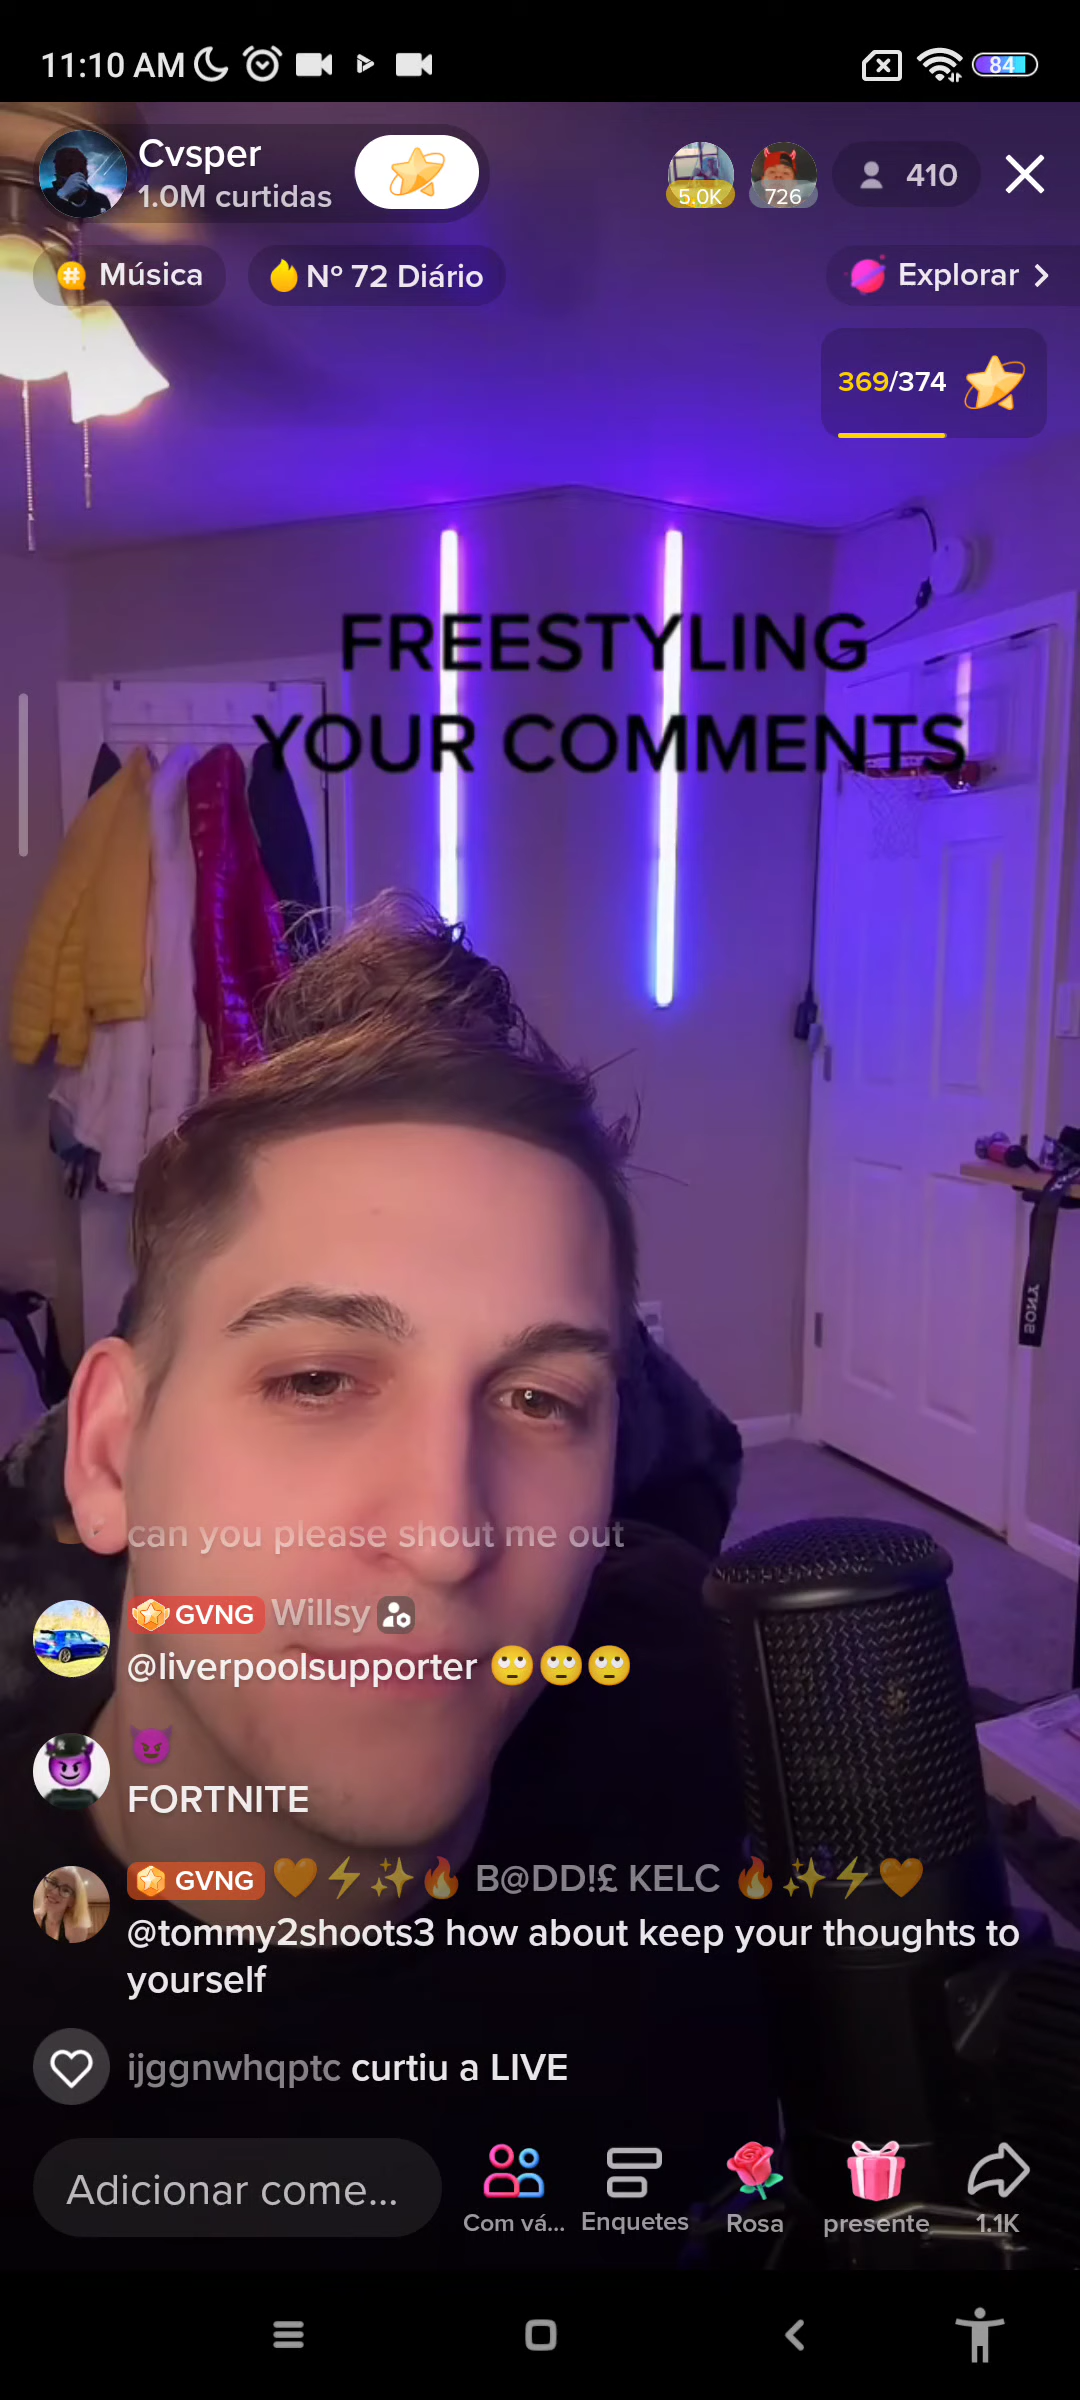 11:10 AM
84
Cvsper
1.0M curtidas
5.0K
726
410
Música
Nº 72 Diário
Explorar
369/374
FREESTYLING
YOUR COMMENTS
SONY
can you please shout me out
GVNG Willsy
@liverpoolsupporter 🙄🙄🙄
😈
FORTNITE
GVNG 🧡⚡✨🔥 B@DD!£ KELC 🔥✨⚡🧡
@tommy2shoots3 how about keep your thoughts to
yourself
ijggnwhqptc curtiu a LIVE
Adicionar come...
Com vá...
Enquetes
Rosa
presente
1.1K